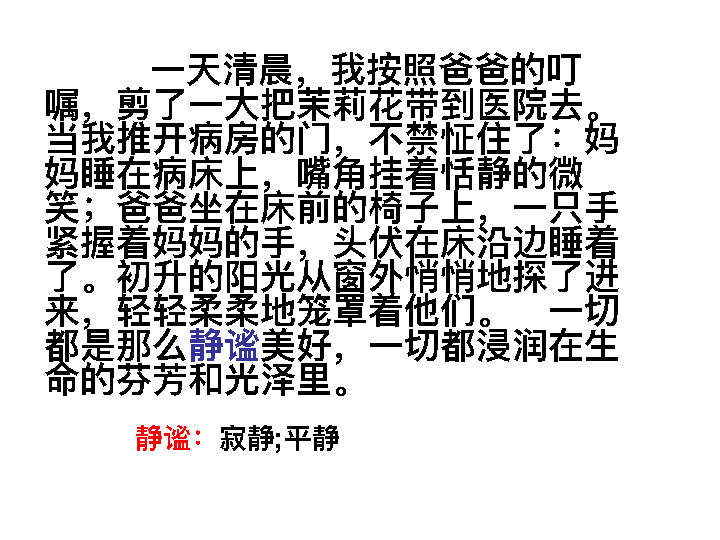 一天清晨，我按照爸爸的叮
嘱，剪了一大把茉莉花带到医院去。
当我推开病房的门，不禁怔住了：妈
妈睡在病床上，嘴角挂着恬静的微
笑；爸爸坐在床前的椅子上，一只手
紧握着妈妈的手，头伏在床沿边睡着
了。初升的阳光从窗外悄悄地探了进
来，轻轻柔柔地笼罩着他们。 一切
都是那么静谧美好，一切都浸润在生
命的芬芳和光泽里。
静谧：寂静;平静